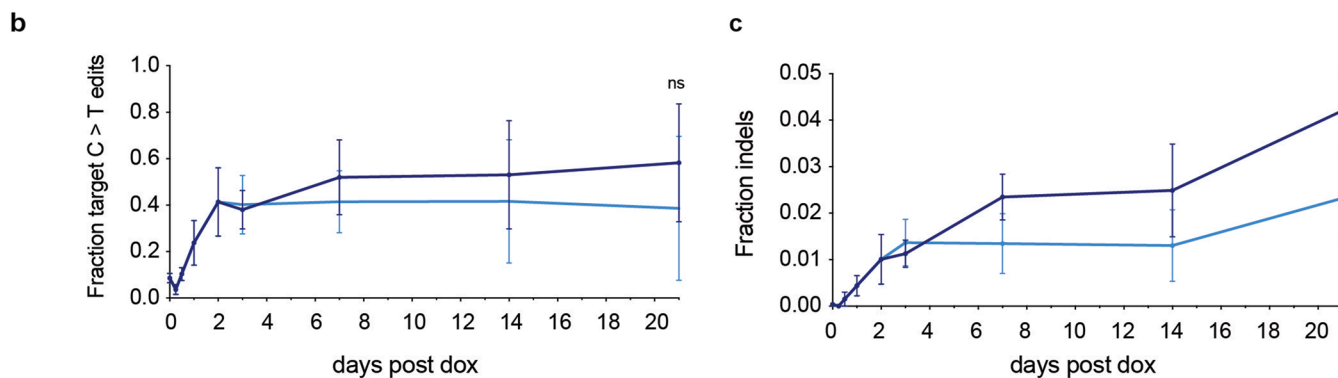 b
Fraction target C > T edits
1.0
0.8
0.6
0.4
0.2
0.0
ns
0 2 4 6 8 10 12 14 16 18 20
days post dox
c
Fraction indels
0.05
0.04
0.03
0.02
0.01
0.00
0 2 4 6 8 10 12 14 16 18 20
days post dox